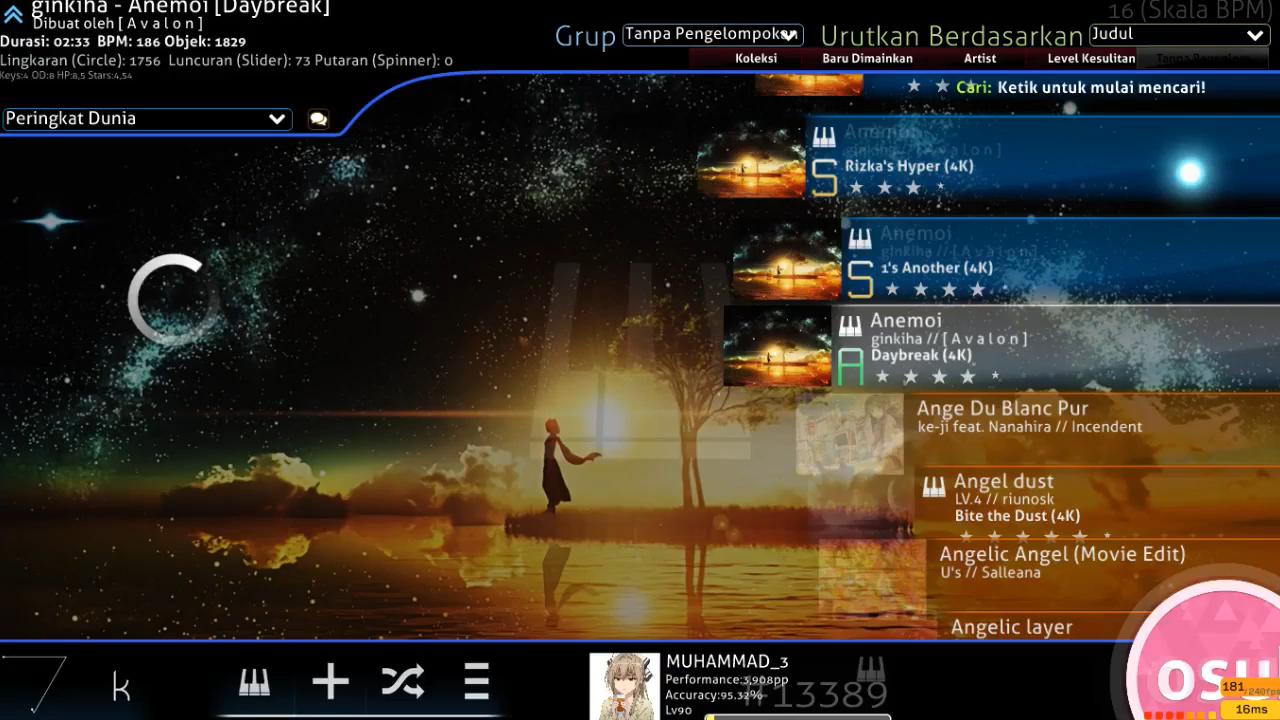 ginkiha - Anemoi [Daybreak]
Dibuat oleh [ A v a l o n ]
Durasi: 02:33 BPM: 186 Objek: 1829
Lingkaran (Circle): 1756 Luncuran (Slider): 73 Putaran (Spinner): 0
Keys:4 OD:8 HP:8,5 Stars:4,54
16 (Skala BPM)
Grup
Tanpa Pengelompokan
Urutkan Berdasarkan
Judul
Koleksi
Baru Dimainkan
Artist
Level Kesulitan
Cari: Ketik untuk mulai mencari!
Peringkat Dunia
Anemoi
ginkiha // [ A v a l o n ]
Rizka's Hyper (4K)
S
Anemoi
ginkiha // [ A v a l o n ]
1's Another (4K)
S
Anemoi
ginkiha // [ A v a l o n ]
Daybreak (4K)
A
Ange Du Blanc Pur
ke-ji feat. Nanahira // Incendent
Angel dust
LV.4 // riunosk
Bite the Dust (4K)
Angelic Angel (Movie Edit)
U's // Salleana
Angelic layer
k
MUHAMMAD_3
Performance:3,908pp
Accuracy:95.32%
Lv90
#13389
osu
181/240fps
16ms